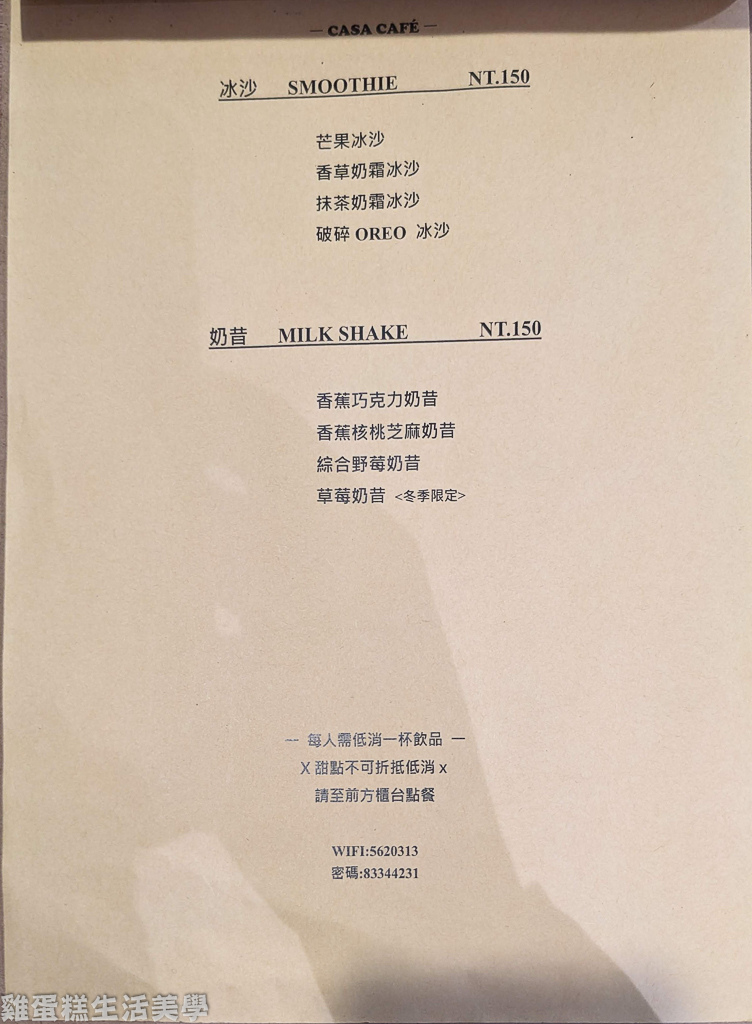 — CASA CAFÉ —
冰沙 SMOOTHIE NT.150
芒果冰沙
香草奶霜冰沙
抹茶奶霜冰沙
破碎 OREO 冰沙
奶昔 MILK SHAKE NT.150
香蕉巧克力奶昔
香蕉核桃芝麻奶昔
綜合野莓奶昔
草莓奶昔 <冬季限定>
-- 每人需低消一杯飲品 —
X 甜點不可折抵低消 x
請至前方櫃台點餐
WIFI:5620313
密碼:83344231
雞蛋糕生活美學